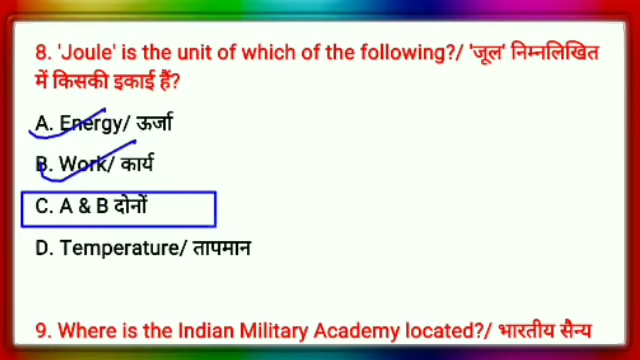 8. 'Joule' is the unit of which of the following?/ 'जूल' निम्नलिखित
में किसकी इकाई हैं?
A. Energy/ ऊर्जा
B. Work/ कार्य
C. A & B दोनों
D. Temperature/ तापमान
9. Where is the Indian Military Academy located?/ भारतीय सैन्य